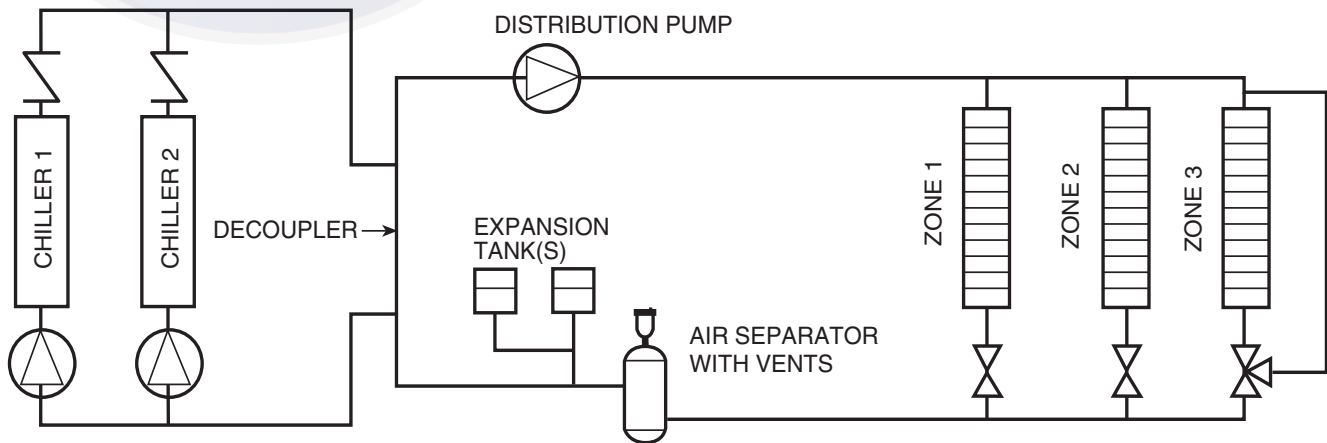 DISTRIBUTION PUMP
CHILLER 1
CHILLER 2
DECOUPLER
EXPANSION
TANK(S)
AIR SEPARATOR
WITH VENTS
ZONE 1
ZONE 2
ZONE 3